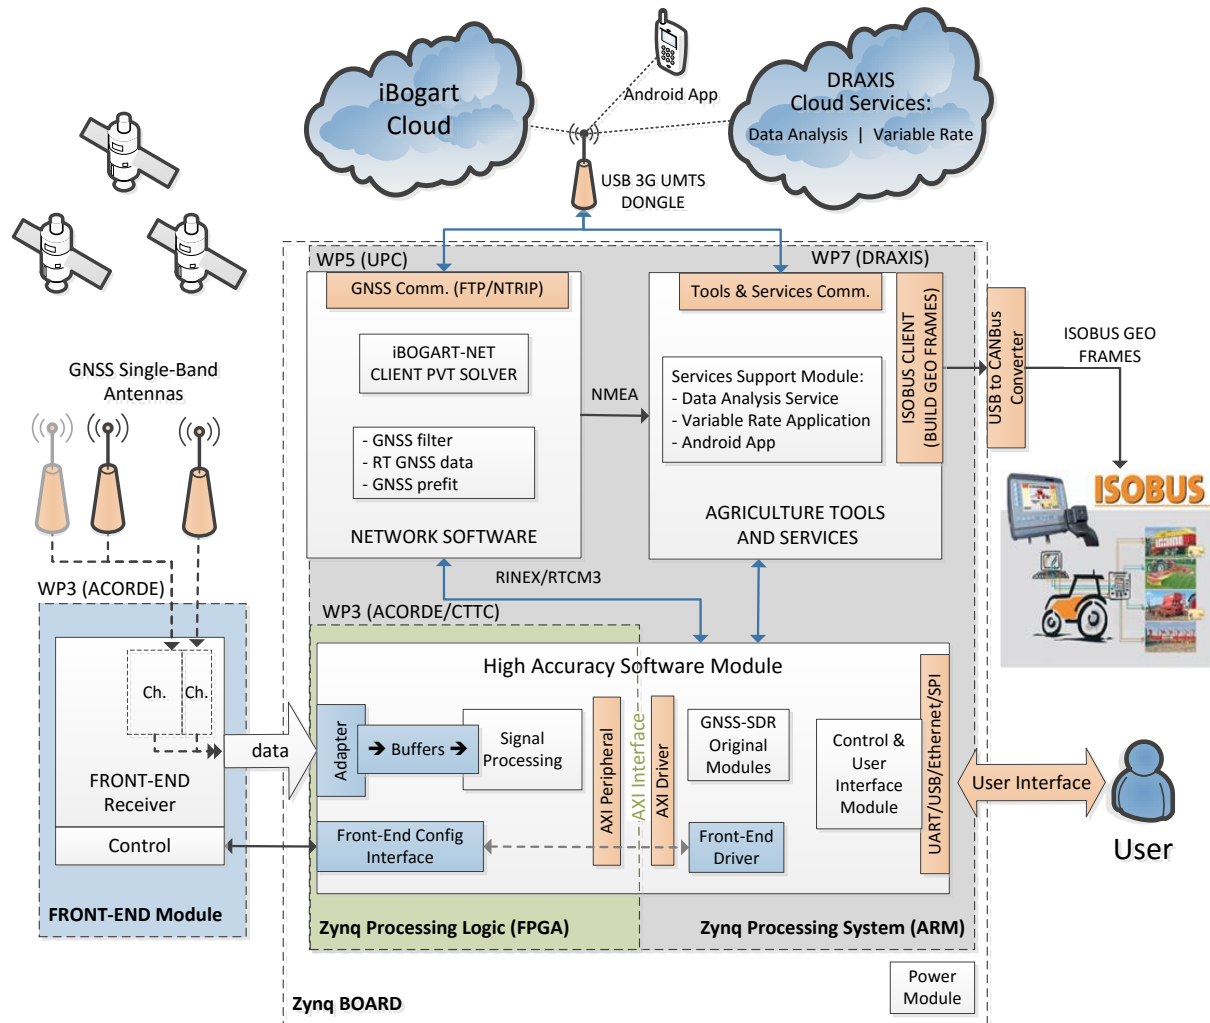 iBogart
Cloud
Android App
DRAXIS
Cloud Services:
Data Analysis | Variable Rate
USB 3G UMTS
DONGLE
WP5 (UPC)
WP7 (DRAXIS)
GNSS Comm. (FTP/NTRIP)
Tools & Services Comm.
ISOBUS CLIENT
(BUILD GEO FRAMES)
USB to CANBus
Converter
ISOBUS GEO
FRAMES
iBOGART-NET
CLIENT PVT SOLVER
NMEA
Services Support Module:
- Data Analysis Service
- Variable Rate Application
- Android App
- GNSS filter
- RT GNSS data
- GNSS prefit
NETWORK SOFTWARE
AGRICULTURE TOOLS
AND SERVICES
ISOBUS
GNSS Single-Band
Antennas
RINEX/RTCM3
WP3 (ACORDE)
WP3 (ACORDE/CTTC)
High Accuracy Software Module
Ch.
Ch.
FRONT-END
Receiver
Control
FRONT-END Module
data
Adapter
➔ Buffers ➔
Signal
Processing
AXI Peripheral
AXI Interface
AXI Driver
GNSS-SDR
Original
Modules
Control &
User
Interface
Module
UART/USB/Ethernet/SPI
User Interface
User
Front-End Config
Interface
Front-End
Driver
Zynq Processing Logic (FPGA)
Zynq Processing System (ARM)
Power
Module
Zynq BOARD